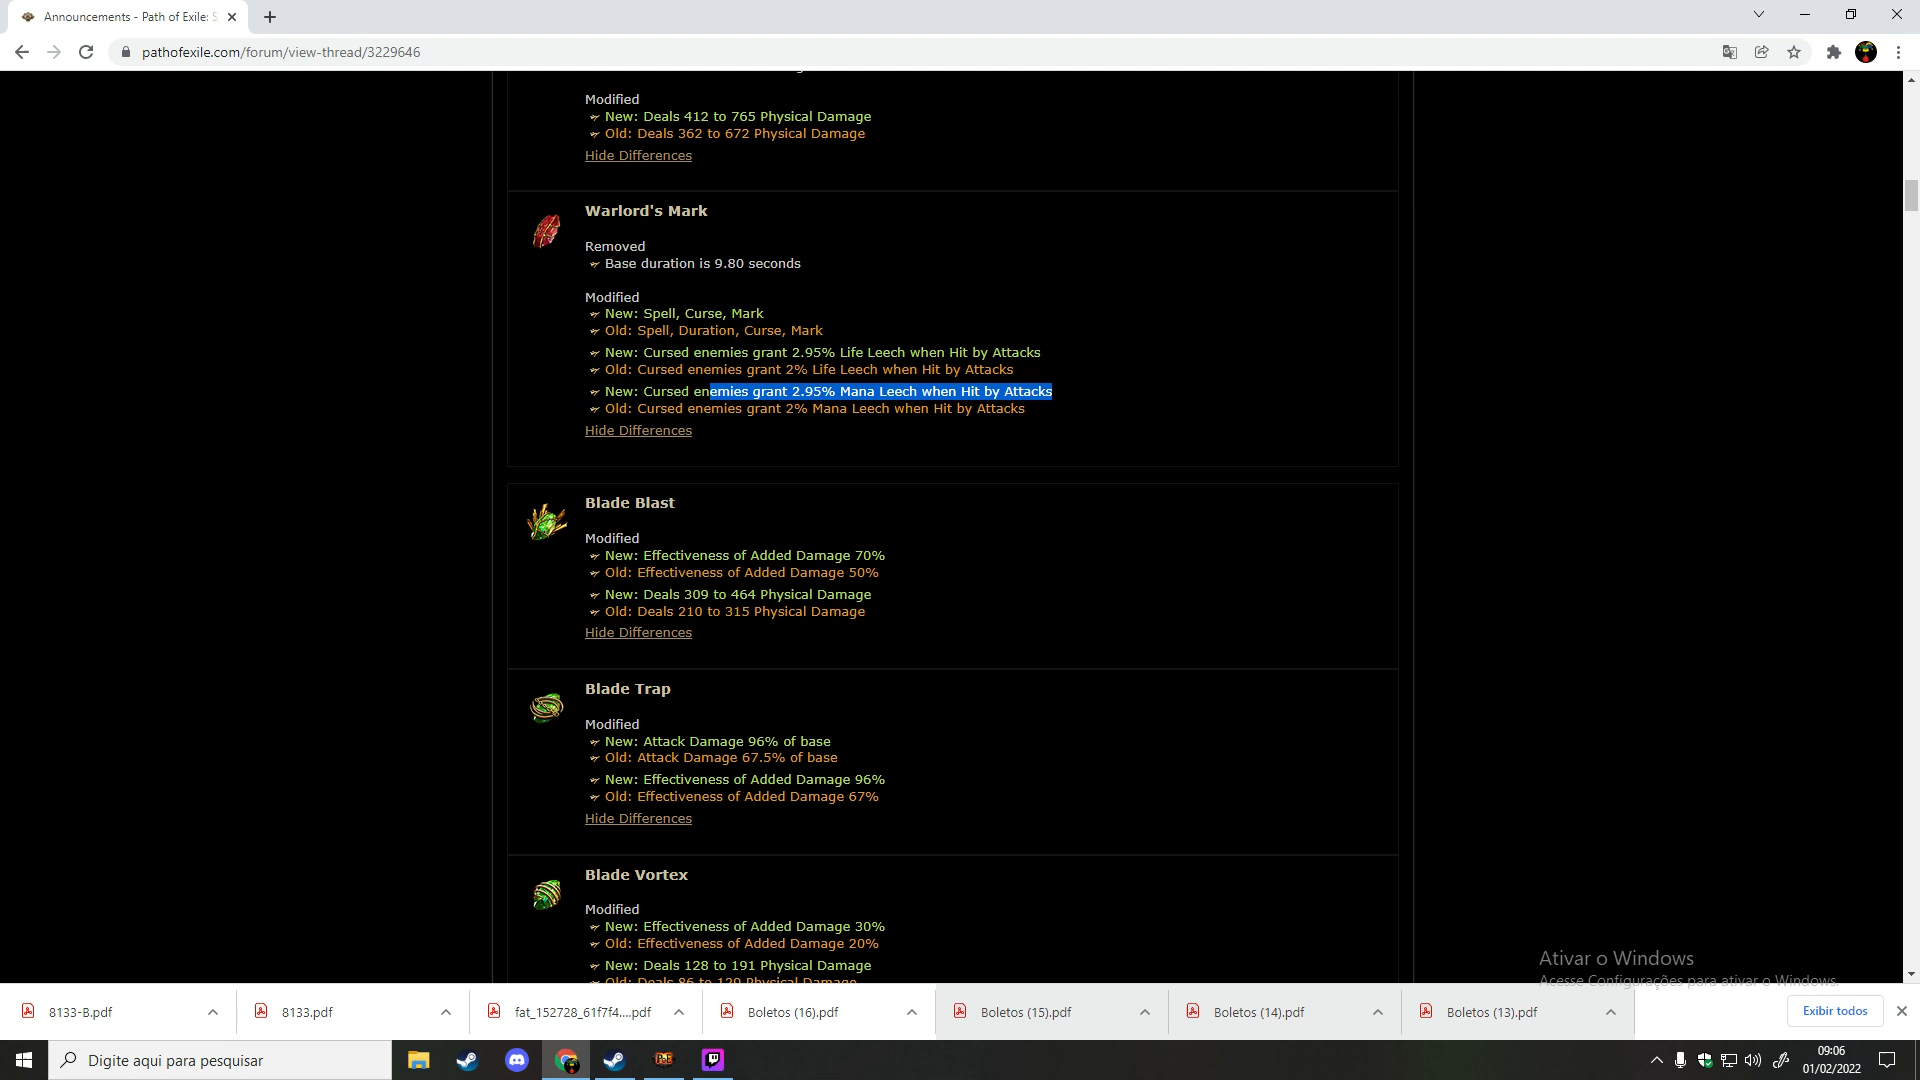 Announcements - Path of Exile: S
pathofexile.com/forum/view-thread/3229646
Modified
New: Deals 412 to 765 Physical Damage
Old: Deals 362 to 672 Physical Damage
Hide Differences
Warlord's Mark
Removed
Base duration is 9.80 seconds
Modified
New: Spell, Curse, Mark
Old: Spell, Duration, Curse, Mark
New: Cursed enemies grant 2.95% Life Leech when Hit by Attacks
Old: Cursed enemies grant 2% Life Leech when Hit by Attacks
New: Cursed enemies grant 2.95% Mana Leech when Hit by Attacks
Old: Cursed enemies grant 2% Mana Leech when Hit by Attacks
Hide Differences
Blade Blast
Modified
New: Effectiveness of Added Damage 70%
Old: Effectiveness of Added Damage 50%
New: Deals 309 to 464 Physical Damage
Old: Deals 210 to 315 Physical Damage
Hide Differences
Blade Trap
Modified
New: Attack Damage 96% of base
Old: Attack Damage 67.5% of base
New: Effectiveness of Added Damage 96%
Old: Effectiveness of Added Damage 67%
Hide Differences
Blade Vortex
Modified
New: Effectiveness of Added Damage 30%
Old: Effectiveness of Added Damage 20%
New: Deals 128 to 191 Physical Damage
Old: Deals 86 to 129 Physical Damage
Ativar o Windows
Acesse Configurações para ativar o Windows.
8133-B.pdf
8133.pdf
fat_152728_61f7f4....pdf
Boletos (16).pdf
Boletos (15).pdf
Boletos (14).pdf
Boletos (13).pdf
Exibir todos
Digite aqui para pesquisar
PoE
09:06
01/02/2022